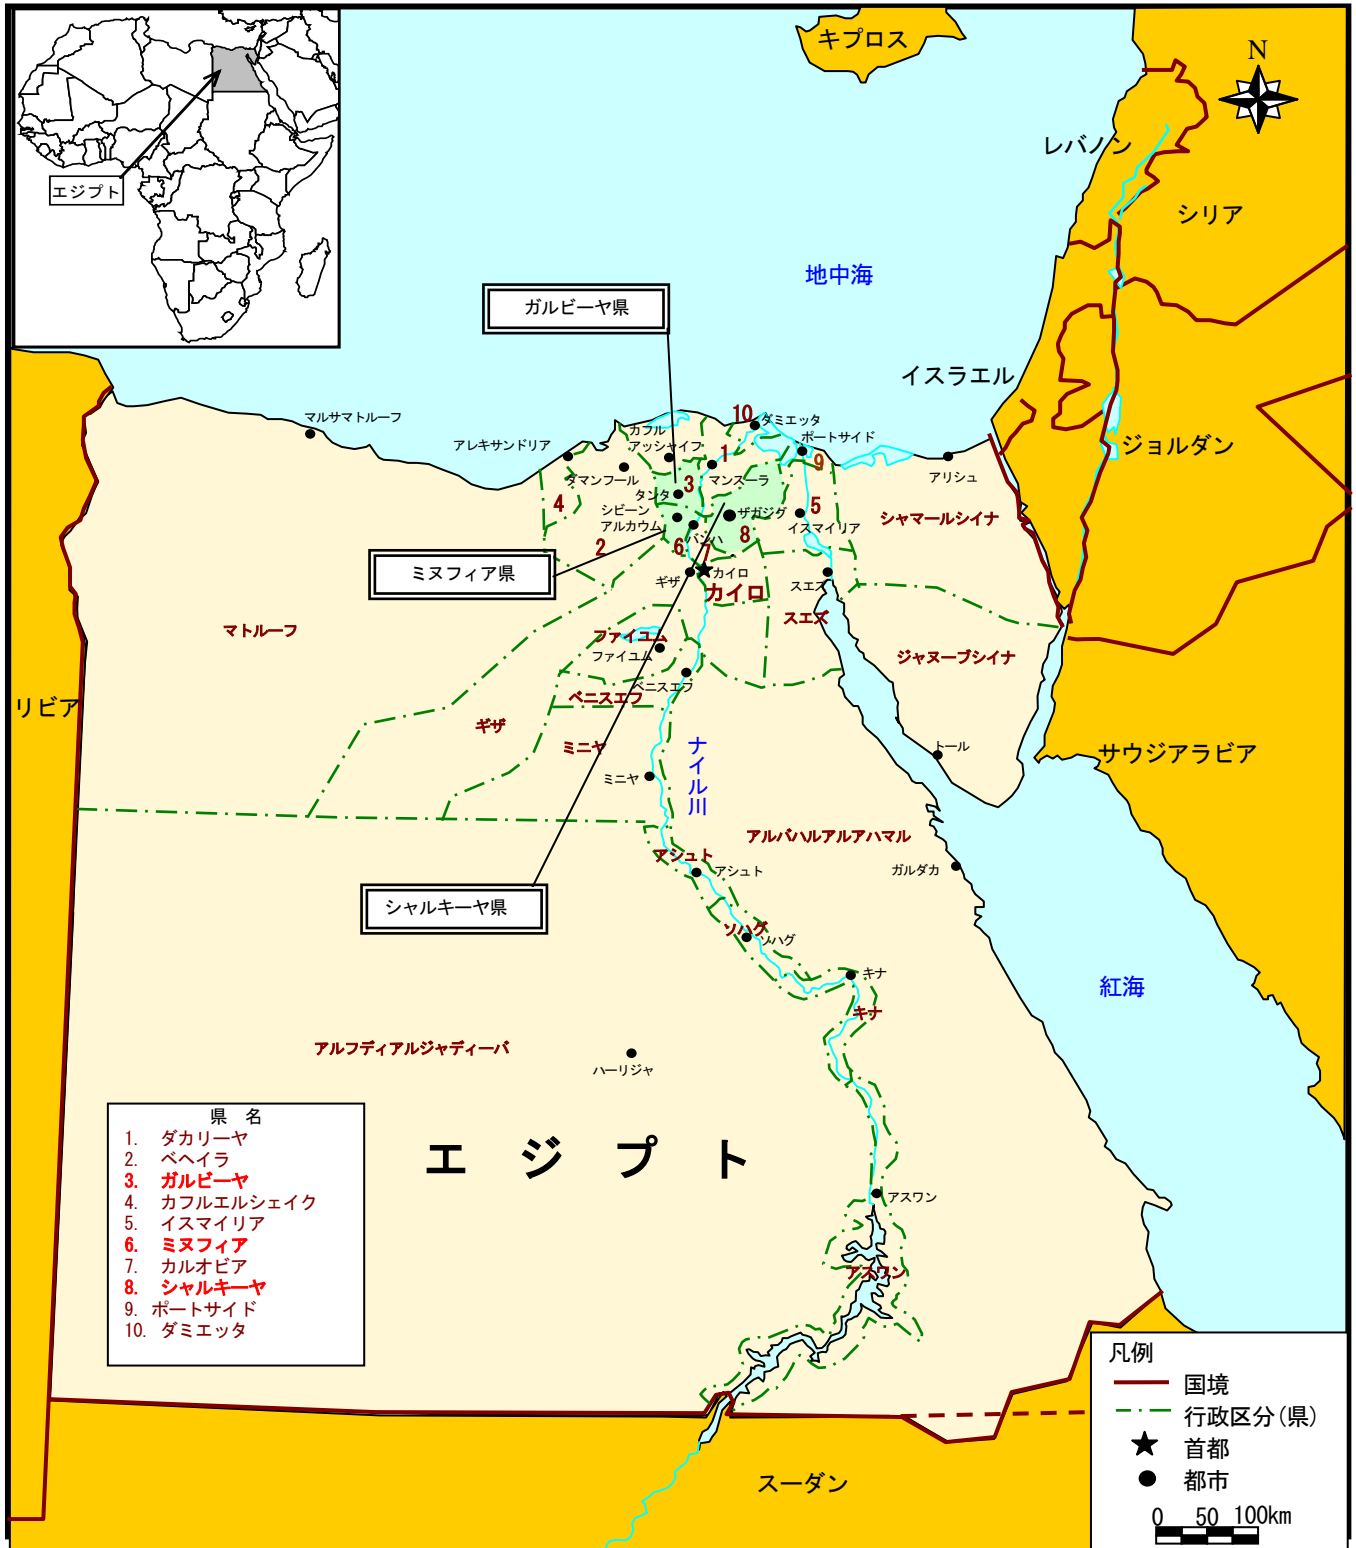 キプロス
N
レバノン
エジプト
シリア
地中海
ガルビーヤ県
イスラエル
マルサマトルーフ
アレキサンドリア
カフル
アッシャイフ
10
ダミエッタ
ポートサイド
ジョルダン
1
9
アリシュ
ダマンフール
マンスーラ
3
タンタ
4
シビーン
アルカウム
ザガジグ
5
イスマイリア
シャマールシイナ
2
6
バンハ
8
7
ミヌフィア県
ギザ
カイロ
スエズ
カイロ
スエズ
マトルーフ
ファイユム
ファイユム
ジャヌーブシイナ
ベニスエフ
ベニスエフ
リビア
ギザ
ミニヤ
ナイル川
トール
サウジアラビア
ミニヤ
アルバハルアルアハマル
アシュト
アシュト
ガルダカ
シャルキーヤ県
ソハグ
ソハグ
キナ
紅海
キナ
アルフディアルジャディーバ
ハーリジャ
エジプト
県 名
1. ダカリーヤ
2. ベヘイラ
3. ガルビーヤ
4. カフルエルシェイク
5. イスマイリア
6. ミヌフィア
7. カルオビア
8. シャルキーヤ
9. ポートサイド
10. ダミエッタ
アスワン
アスワン
スーダン
凡例
国境
行政区分(県)
首都
都市
0 50 100km